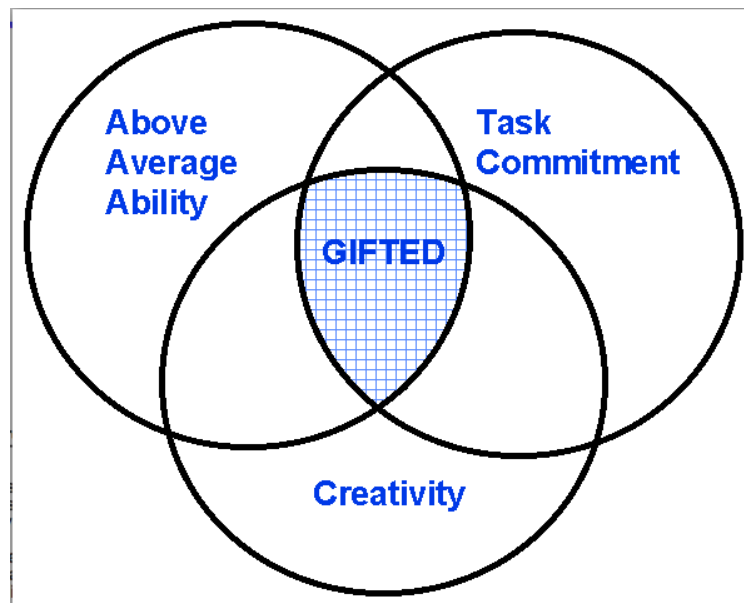 Above
Average
Ability
Task
Commitment
GIFTED
Creativity